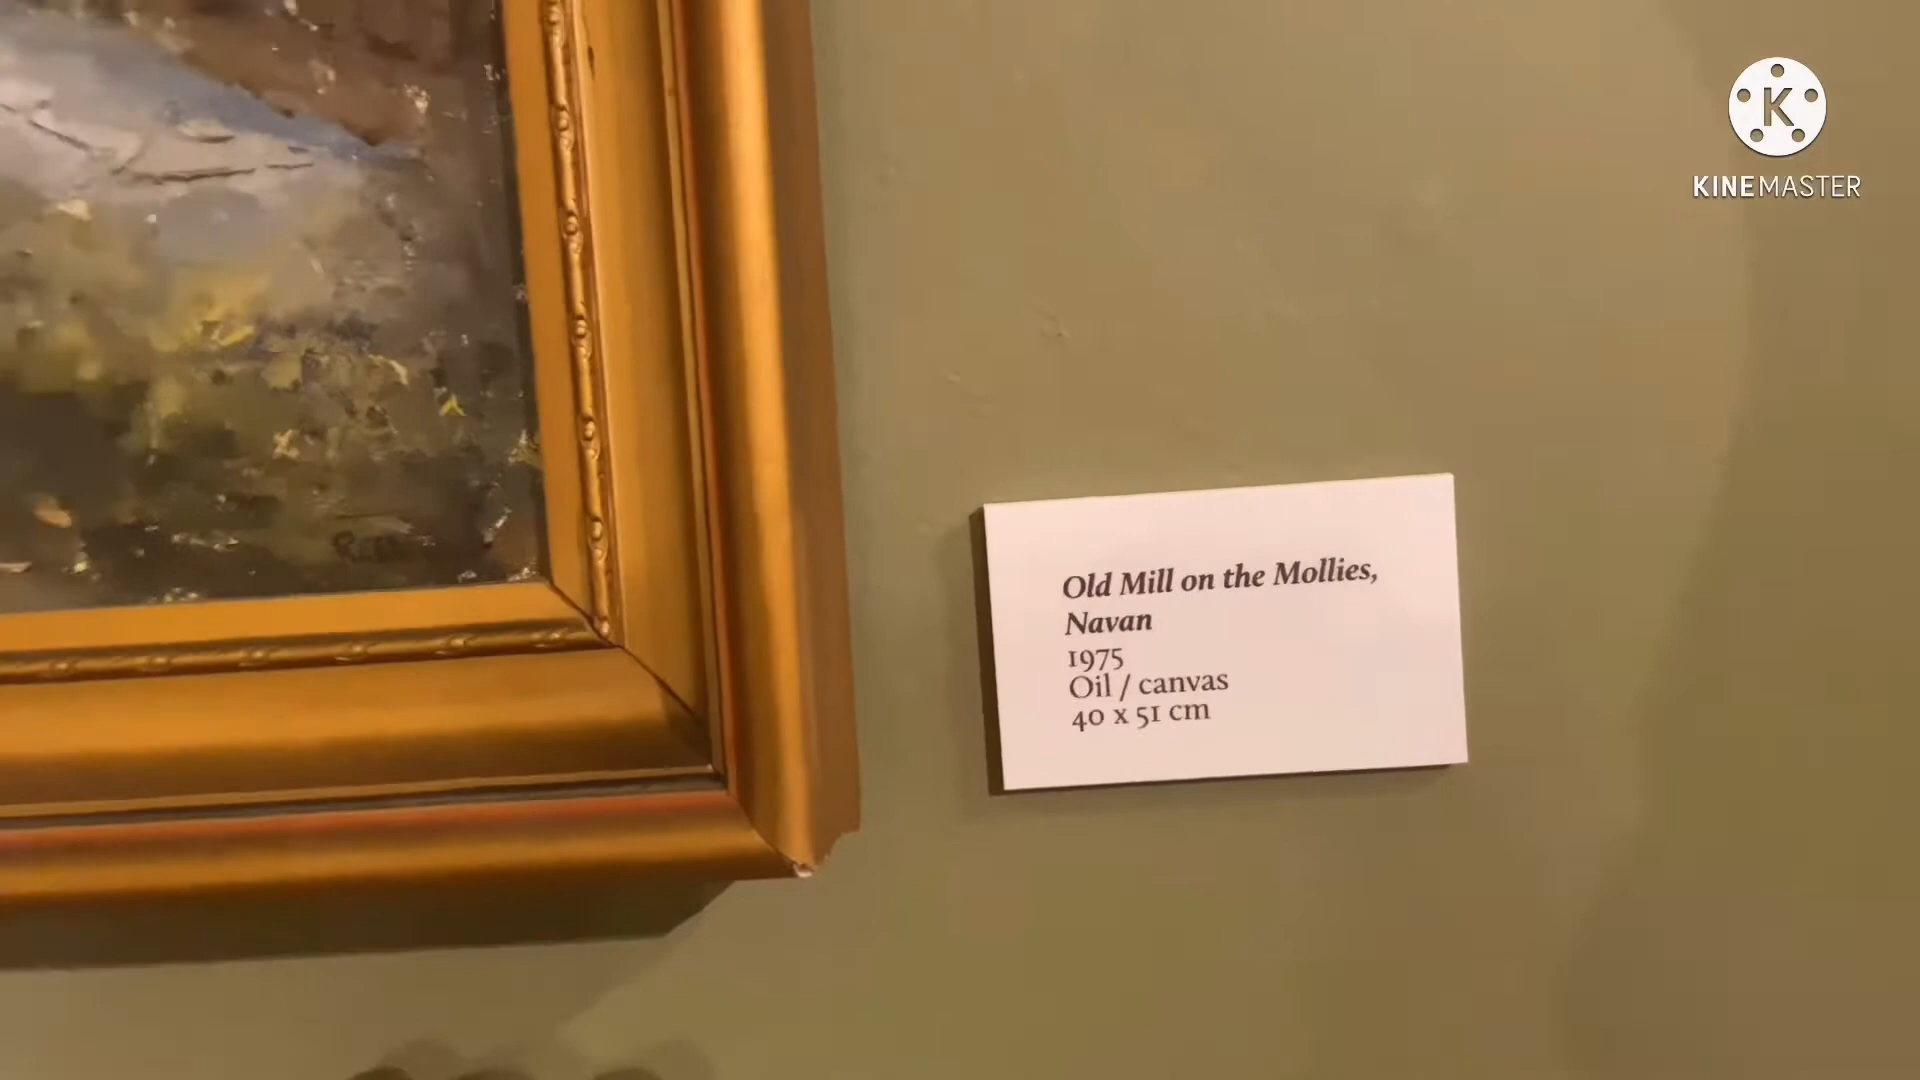 K
KINEMASTER
Old Mill on the Mollies,
Navan
1975
Oil / canvas
40 x 51 cm